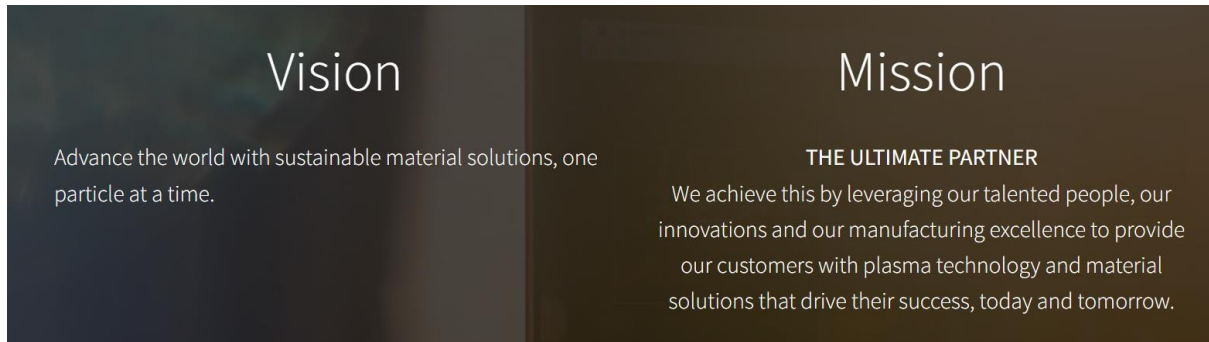 Vision
Advance the world with sustainable material solutions, one
particle at a time.
Mission
THE ULTIMATE PARTNER
We achieve this by leveraging our talented people, our
innovations and our manufacturing excellence to provide
our customers with plasma technology and material
solutions that drive their success, today and tomorrow.